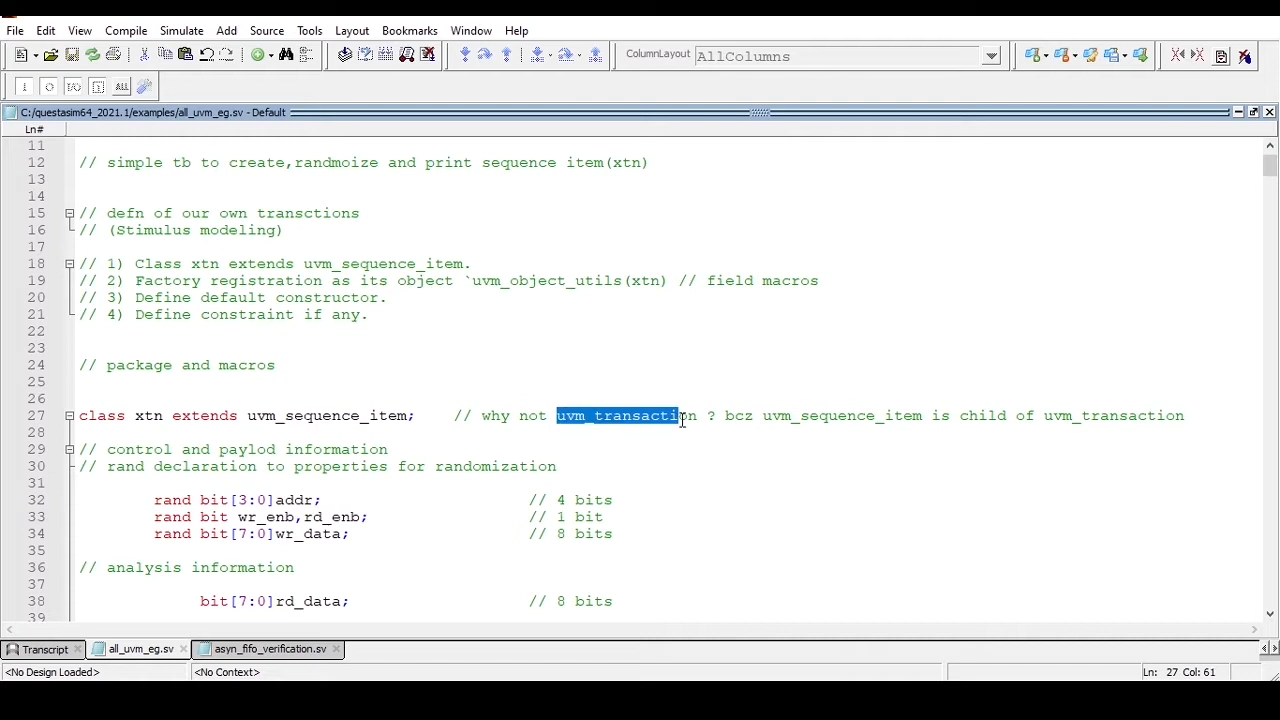 File Edit View Compile Simulate Add Source Tools Layout Bookmarks Window Help
ColumnLayout AllColumns
ALL
C:/questasim64_2021.1/examples/all_uvm_eg.sv - Default
Ln#
11
12 // simple tb to create,randmoize and print sequence item(xtn)
13
14
15 // defn of our own transctions
16 // (Stimulus modeling)
17
18 // 1) Class xtn extends uvm_sequence_item.
19 // 2) Factory registration as its object `uvm_object_utils(xtn) // field macros
20 // 3) Define default constructor.
21 // 4) Define constraint if any.
22
23
24 // package and macros
25
26
27 class xtn extends uvm_sequence_item; // why not uvm_transaction ? bcz uvm_sequence_item is child of uvm_transaction
28
29 // control and paylod information
30 // rand declaration to properties for randomization
31
32 rand bit[3:0]addr; // 4 bits
33 rand bit wr_enb,rd_enb; // 1 bit
34 rand bit[7:0]wr_data; // 8 bits
35
36 // analysis information
37
38 bit[7:0]rd_data; // 8 bits
39
Transcript all_uvm_eg.sv asyn_fifo_verification.sv
<No Design Loaded> <No Context> Ln: 27 Col: 61